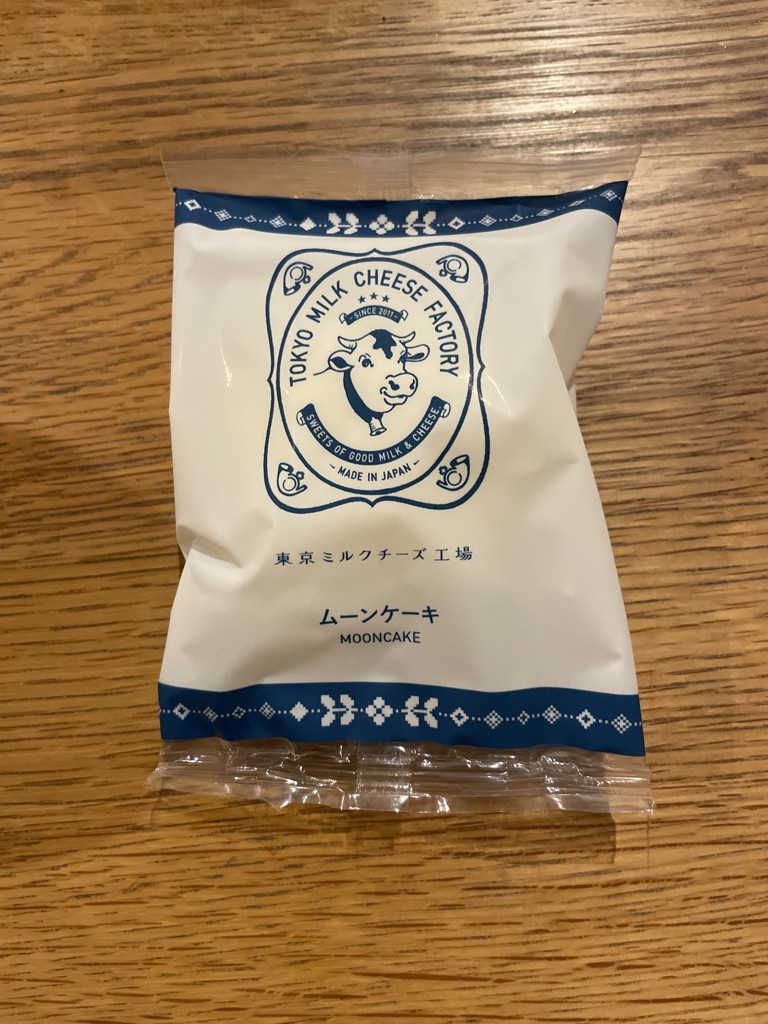 TOKYO MILK CHEESE FACTORY
-SINCE 2011-
SWEETS OF GOOD MILK & CHEESE.
- MADE IN JAPAN -
東京ミルクチーズ工場
ムーンケーキ
MOONCAKE